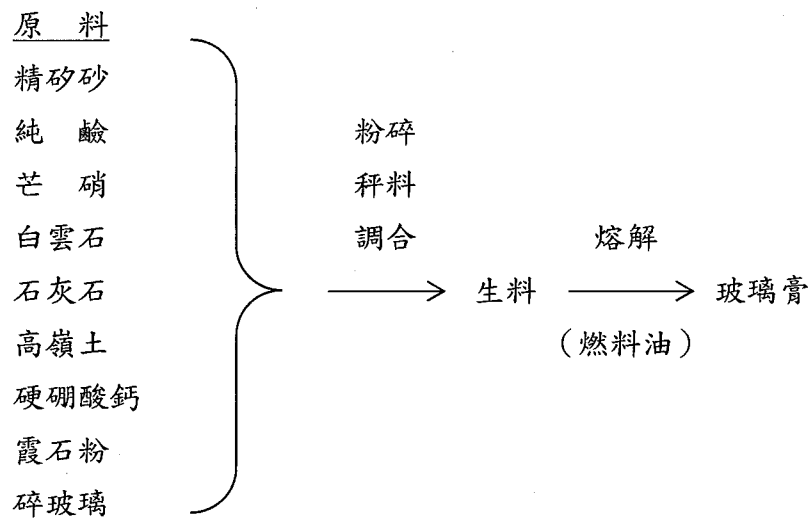 原 料
精矽砂
純 鹼
芒 硝
白雲石
石灰石
高嶺土
硬硼酸鈣
霞石粉
碎玻璃
粉碎
秤料
調合
生料
熔解
（燃料油）
玻璃膏